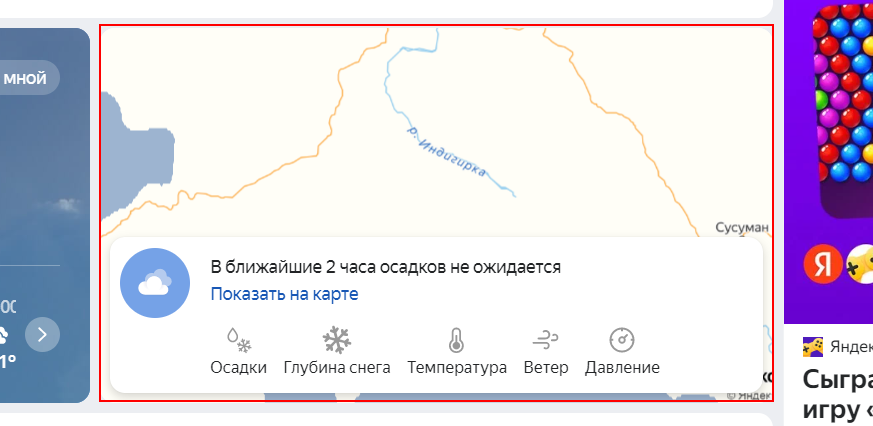 мной
р. Индигирка
Сусуман
В ближайшие 2 часа осадков не ожидается
Показать на карте
Осадки Глубина снега Температура Ветер Давление
1°
Я
Сыгра
игру «